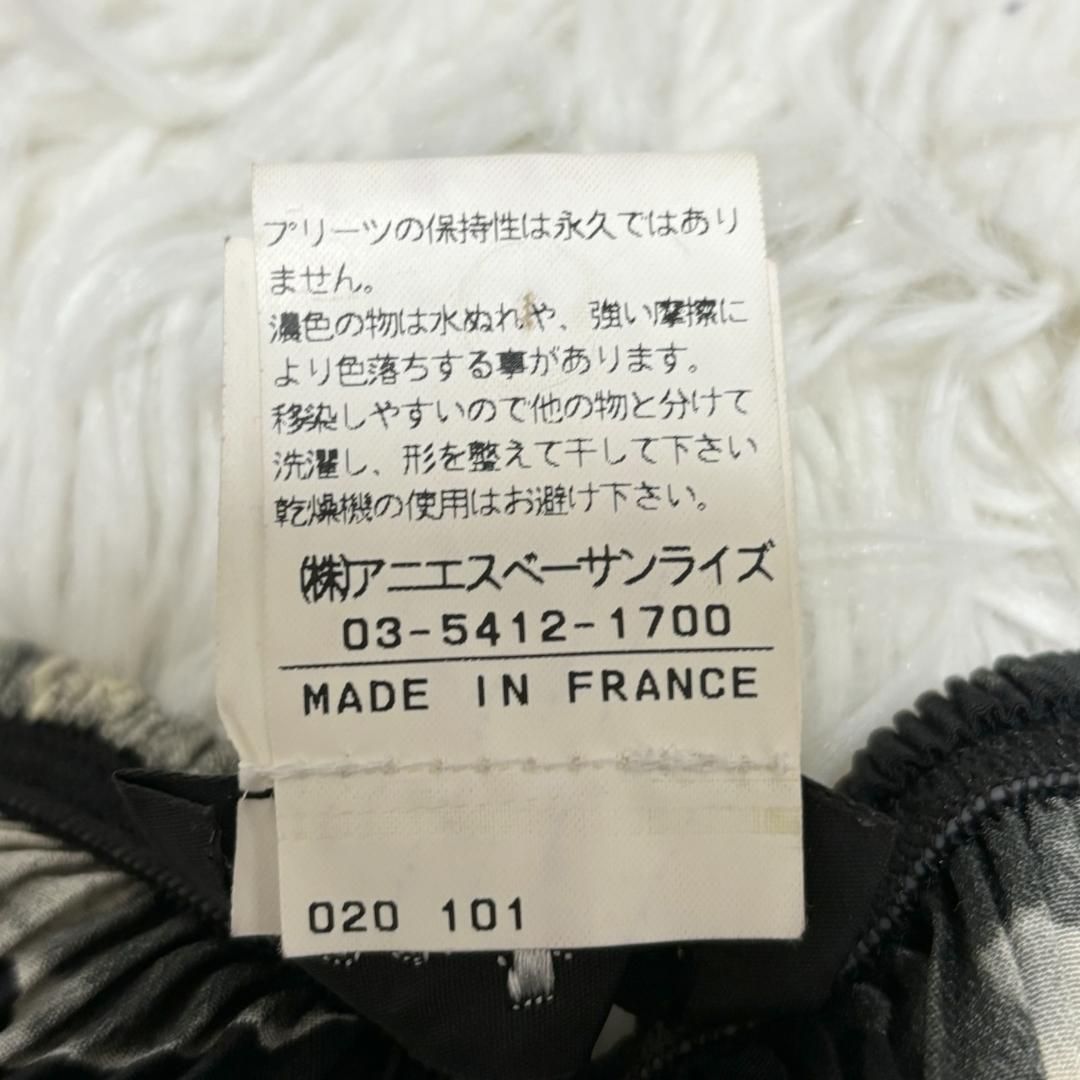 プリーツの保持性は永久ではあり
ません。
濃色の物は水ぬれや、強い摩擦に
より色落ちする事があります。
移染しやすいので他の物と分けて
洗濯し、形を整えて干して下さい
乾燥機の使用はお避け下さい。
(株)アニエスベーサンライズ
03-5412-1700
MADE IN FRANCE
020 101